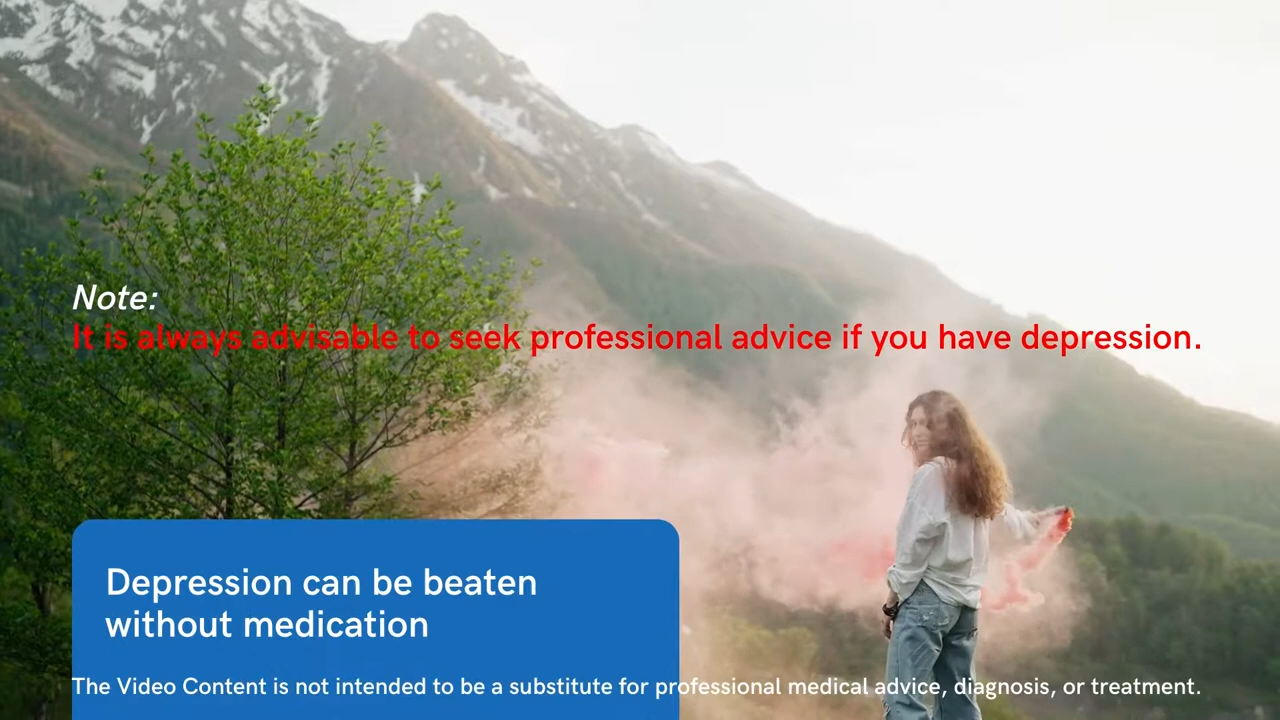 Note:
It is always advisable to seek professional advice if you have depression.
Depression can be beaten
without medication
The Video Content is not intended to be a substitute for professional medical advice, diagnosis, or treatment.